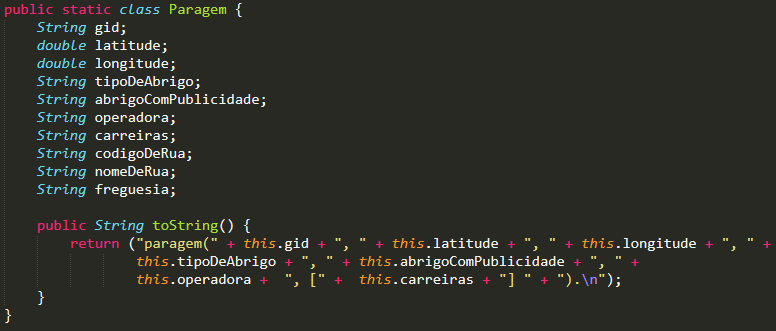 public static class Paragem {
    String gid;
    double latitude;
    double longitude;
    String tipoDeAbrigo;
    String abrigoComPublicidade;
    String operadora;
    String carreiras;
    String codigoDeRua;
    String nomeDeRua;
    String freguesia;

    public String toString() {
        return ("paragem(" + this.gid + ", " + this.latitude + ", " + this.longitude + ", " +
                this.tipoDeAbrigo + ", " + this.abrigoComPublicidade + ", " +
                this.operadora +  ", [" +  this.carreiras + "] " + ").\n");
    }
}